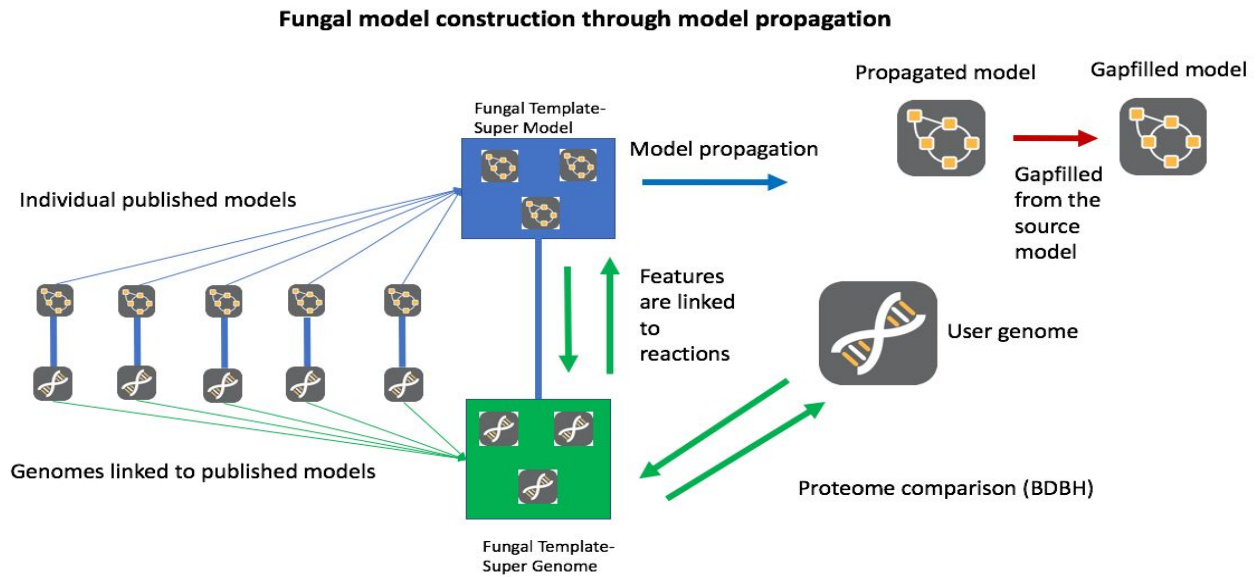 Fungal model construction through model propagation
Propagated model
Gapfilled model
Fungal Template-
Super Model
Model propagation
Individual published models
Gapfilled
from the
source
model
Features
are linked
to
reactions
User genome
Genomes linked to published models
Proteome comparison (BDBH)
Fungal Template-
Super Genome